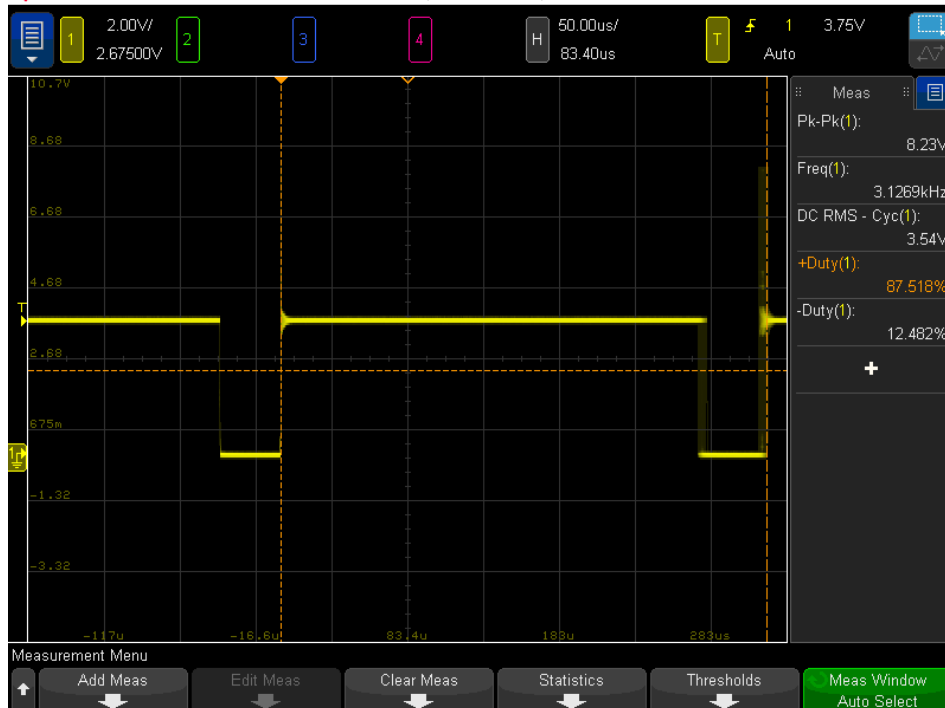 1 2.00V/ 2 3 4 H 50.00us/ T 1 3.75V
2.67500V 83.40us Auto
10.7V
8.68
6.68
4.68
T
2.68
675m
1
-1.32
-3.32
-117u -16.6u 83.4u 183u 283us
Meas
Pk-Pk(1):
8.23V
Freq(1):
3.1269kHz
DC RMS - Cyc(1):
3.54V
+Duty(1):
87.518%
-Duty(1):
12.482%
+
Measurement Menu
Add Meas Edit Meas Clear Meas Statistics Thresholds Meas Window
Auto Select